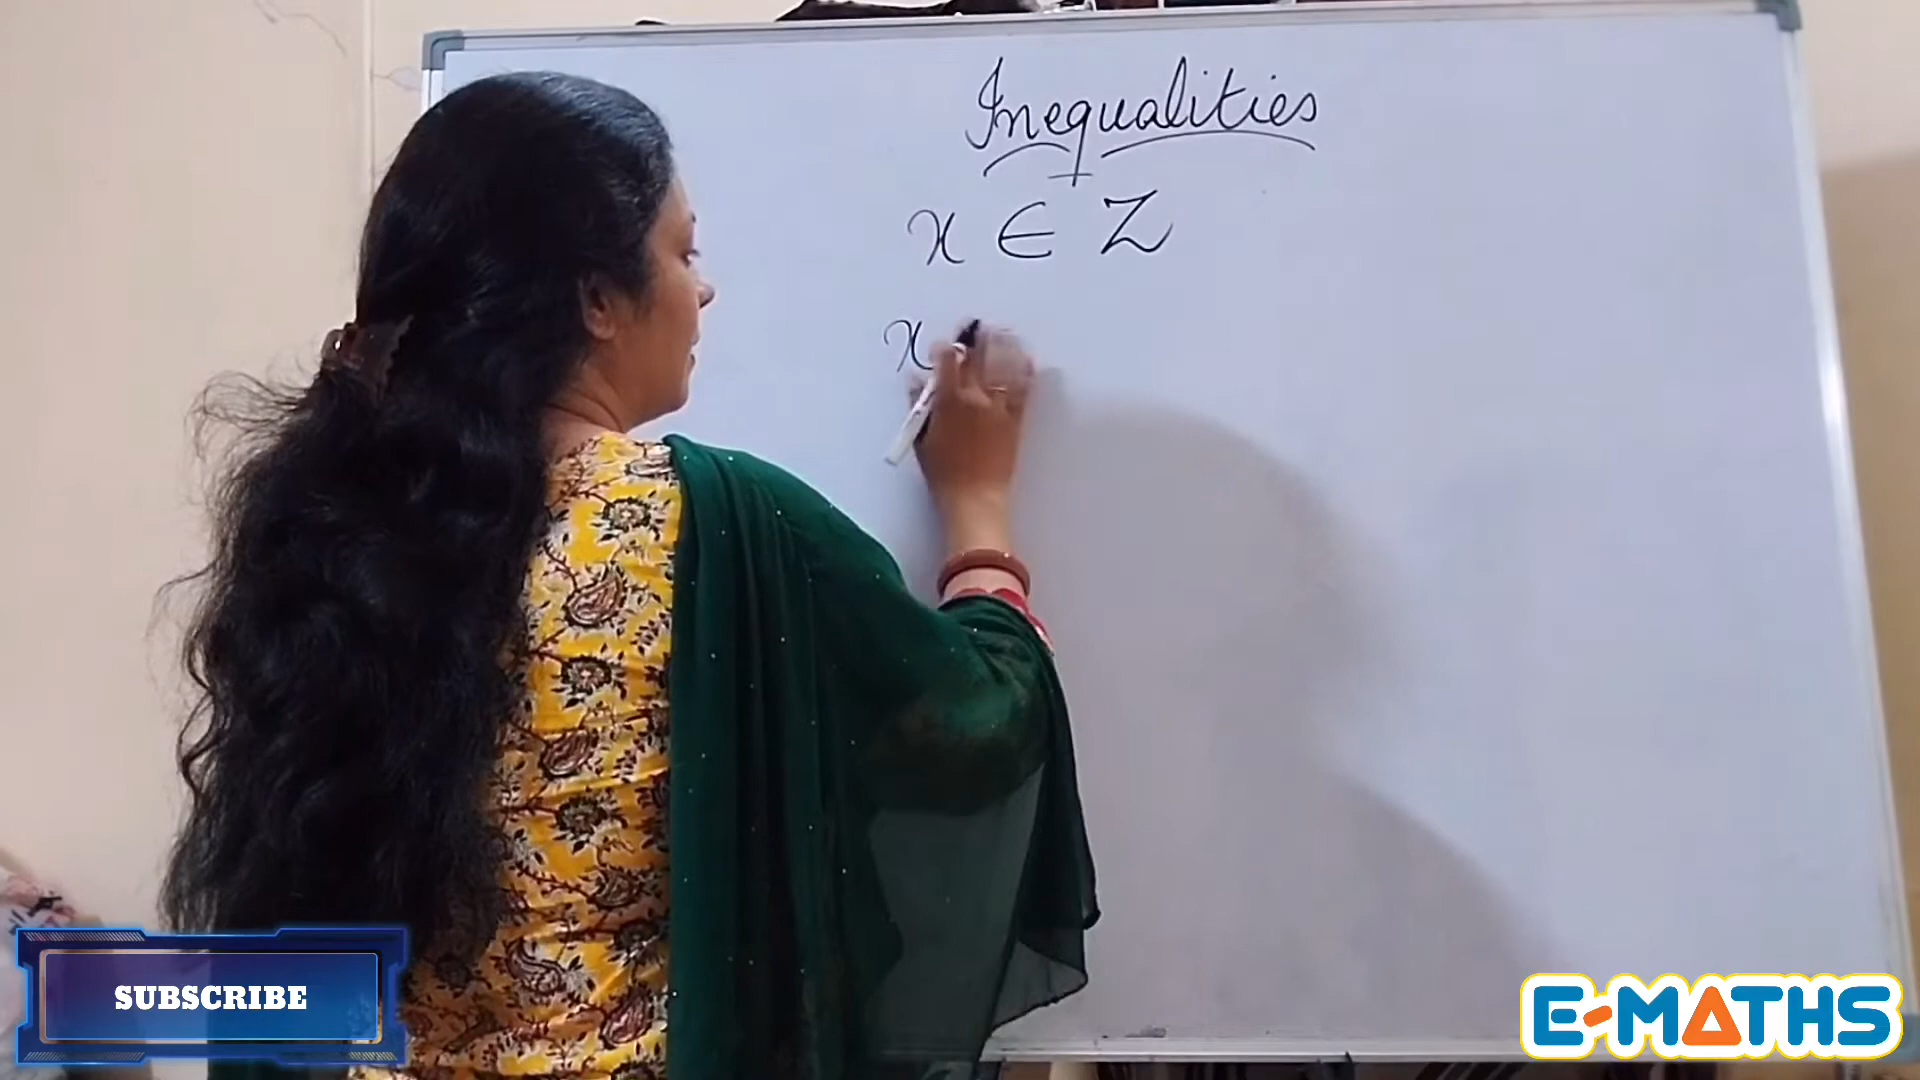 Inequalities
x ∈ Z
x
SUBSCRIBE
E-MATHS